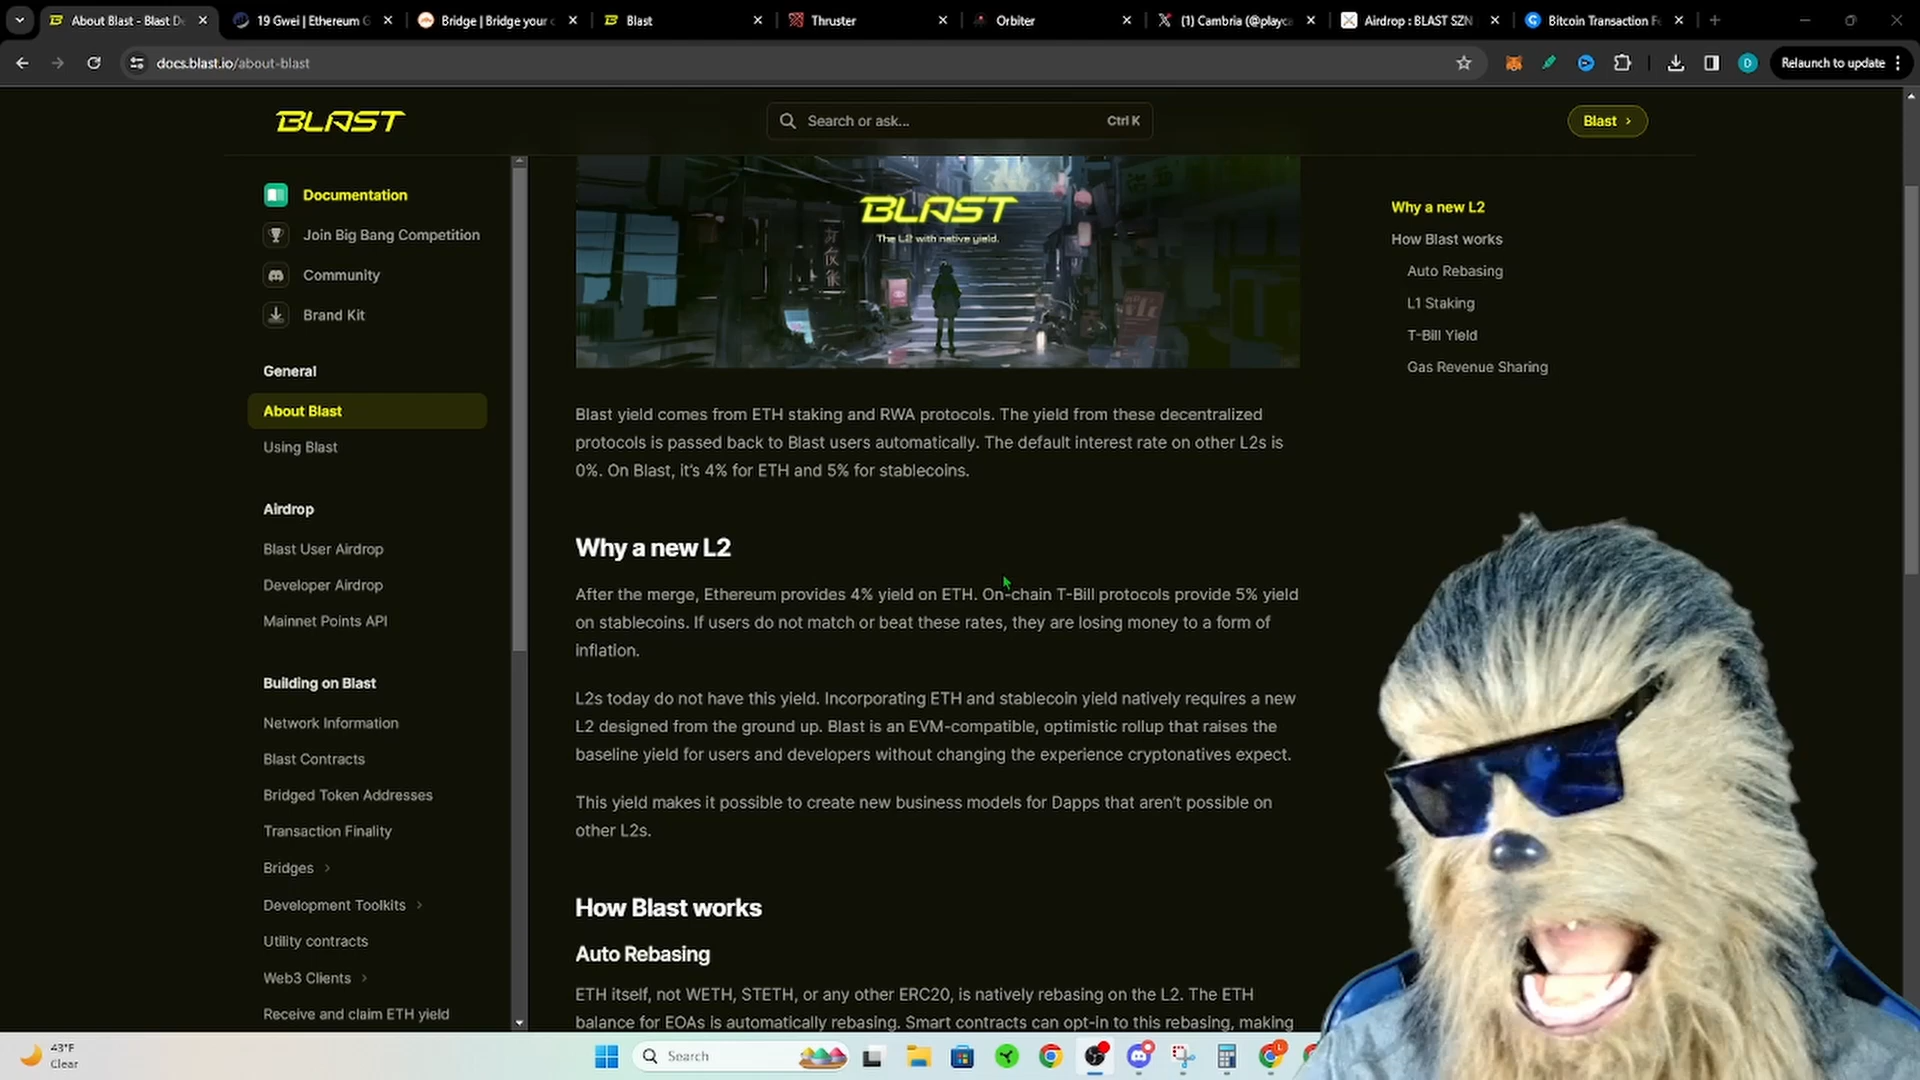 About Blast - Blast De
19 Gwei | Ethereum G
Bridge | Bridge your c
Blast
Thruster
Orbiter
(1) Cambria (@playca
Airdrop : BLAST SZN
Bitcoin Transaction Fe
docs.blast.io/about-blast
D
Relaunch to update
BLAST
Search or ask...
Ctrl K
Blast
Documentation
Join Big Bang Competition
Community
Brand Kit
General
About Blast
Using Blast
Airdrop
Blast User Airdrop
Developer Airdrop
Mainnet Points API
Building on Blast
Network Information
Blast Contracts
Bridged Token Addresses
Transaction Finality
Bridges
Development Toolkits
Utility contracts
Web3 Clients
Receive and claim ETH yield
BLAST
The L2 with native yield.
Blast yield comes from ETH staking and RWA protocols. The yield from these decentralized
protocols is passed back to Blast users automatically. The default interest rate on other L2s is
0%. On Blast, it's 4% for ETH and 5% for stablecoins.
Why a new L2
After the merge, Ethereum provides 4% yield on ETH. On-chain T-Bill protocols provide 5% yield
on stablecoins. If users do not match or beat these rates, they are losing money to a form of
inflation.
L2s today do not have this yield. Incorporating ETH and stablecoin yield natively requires a new
L2 designed from the ground up. Blast is an EVM-compatible, optimistic rollup that raises the
baseline yield for users and developers without changing the experience cryptonatives expect.
This yield makes it possible to create new business models for Dapps that aren't possible on
other L2s.
How Blast works
Auto Rebasing
ETH itself, not WETH, STETH, or any other ERC20, is natively rebasing on the L2. The ETH
balance for EOAs is automatically rebasing. Smart contracts can opt-in to this rebasing, making
Why a new L2
How Blast works
Auto Rebasing
L1 Staking
T-Bill Yield
Gas Revenue Sharing
43°F
Clear
Search
L